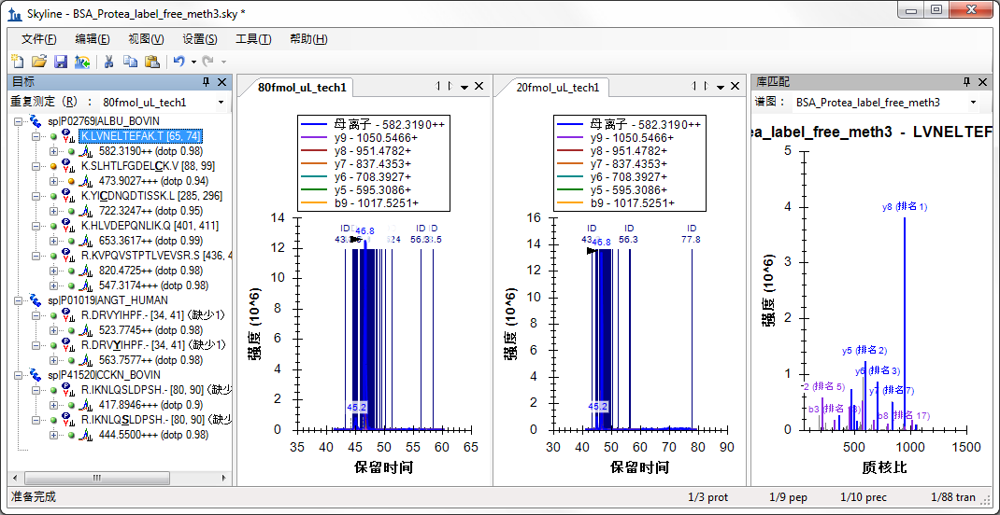 Skyline - BSA_Protea_label_free_meth3.sky *
文件(F) 编辑(E) 视图(V) 设置(S) 工具(T) 帮助(H)
目标
重复测定 (R) : 80fmol_uL_tech1
sp|P02769|ALBU_BOVIN
K.LVNELTEFAK.T [65, 74]
582.3190++ (dotp 0.98)
K.SLHTLFGDELCK.V [88, 99]
473.9027+++ (dotp 0.94)
K.YICDNQDTISSK.L [285, 296]
722.3247++ (dotp 0.95)
K.HLVDEPQNLIK.Q [401, 411]
653.3617++ (dotp 0.99)
R.KVPQVSTPTLVEVSR.S [436, 4
820.4725++ (dotp 0.98)
547.3174+++ (dotp 0.98)
sp|P01019|ANGT_HUMAN
R.DRVYIHPF.- [34, 41] (缺少1)
523.7745++ (dotp 0.98)
R.DRVYIHPF.- [34, 41] (缺少1)
563.7577++ (dotp 0.98)
sp|P41520|CCKN_BOVIN
R.IKNLQSLDPSH.- [80, 90] (缺少
417.8946+++ (dotp 0.9)
R.IKNLQSLDPSH.- [80, 90] (缺少
444.5500+++ (dotp 0.98)
80fmol_uL_tech1
母离子 - 582.3190++
y9 - 1050.5466+
y8 - 951.4782+
y7 - 837.4353+
y6 - 708.3927+
y5 - 595.3086+
b9 - 1017.5251+
强度 (10^6)
14
12
10
8
6
4
2
0
ID
46.8
ID ID
45.2
35 40 45 50 55 60 65
保留时间
20fmol_uL_tech1
母离子 - 582.3190++
y9 - 1050.5466+
y8 - 951.4782+
y7 - 837.4353+
y6 - 708.3927+
y5 - 595.3086+
b9 - 1017.5251+
强度 (10^6)
16
14
12
10
8
6
4
2
0
ID ID ID
46.8 56.3 77.8
45.2
30 40 50 60 70 80 90
保留时间
库匹配
谱图: BSA_Protea_label_free_meth3
ea_label_free_meth3 - LVNELTEF
强度 (10^6)
5
4
3
2
1
0
y8 (排名 1)
y5 (排名 2)
y6 (排名 3)
2 (排名 5)
y7 (排名 7)
b8 (排名 17)
500 1000 1500
质核比
准备完成 1/3 prot 1/9 pep 1/10 prec 1/88 tran